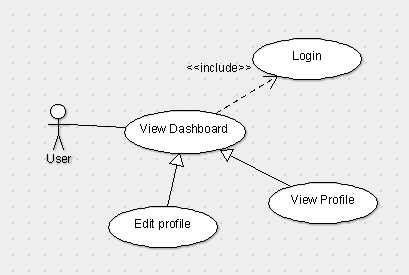 Login
<<include>>
View Dashboard
User
View Profile
Edit profile